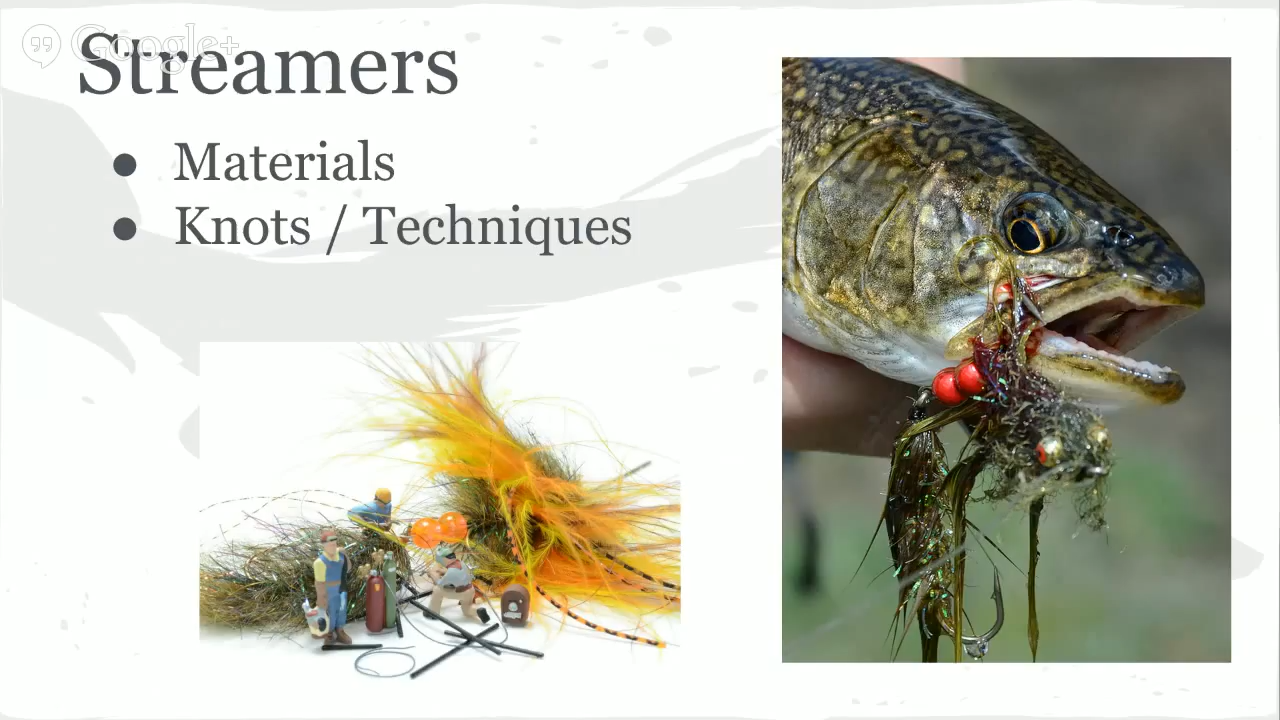 Google+
Streamers
● Materials
● Knots / Techniques